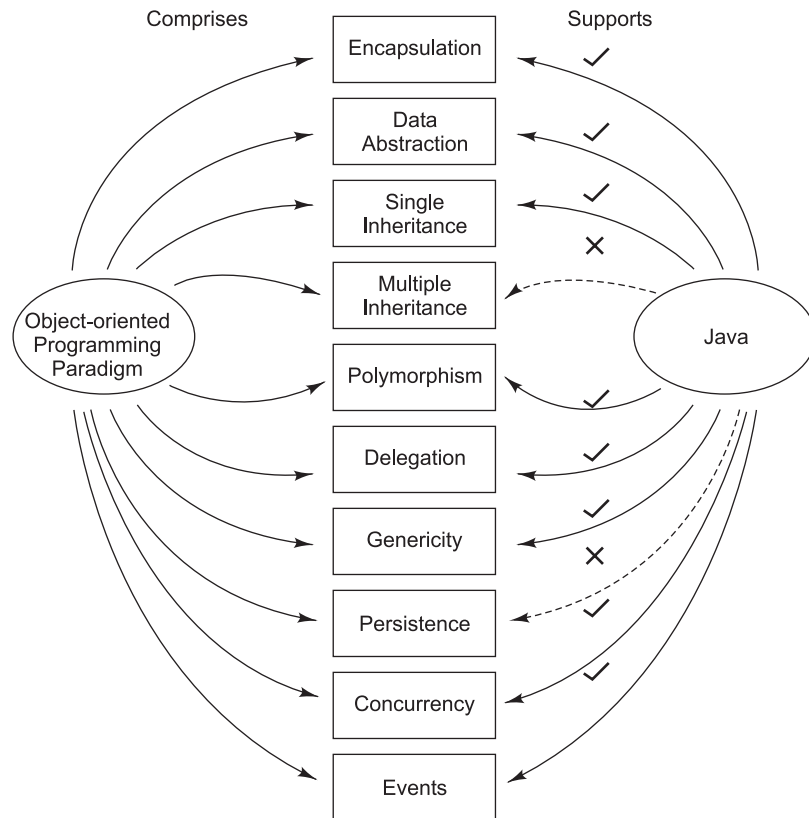 Comprises
Supports
Encapsulation
Data
Abstraction
Single
Inheritance
Multiple
Inheritance
Object-oriented
Programming
Paradigm
Java
Polymorphism
Delegation
Genericity
Persistence
Concurrency
Events